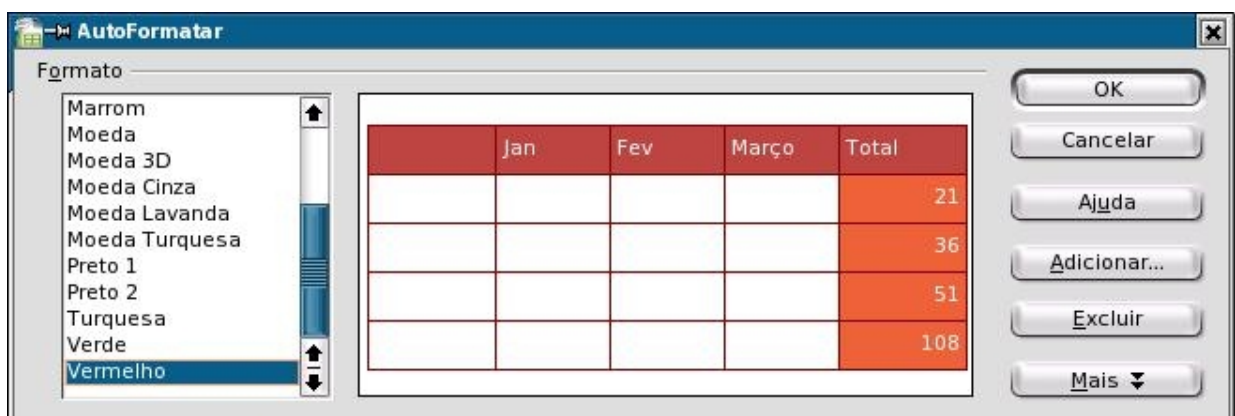 AutoFormatar
Formato
Marrom
Moeda
Moeda 3D
Moeda Cinza
Moeda Lavanda
Moeda Turquesa
Preto 1
Preto 2
Turquesa
Verde
Vermelho
Jan Fev Março Total
21
36
51
108
OK
Cancelar
Ajuda
Adicionar...
Excluir
Mais